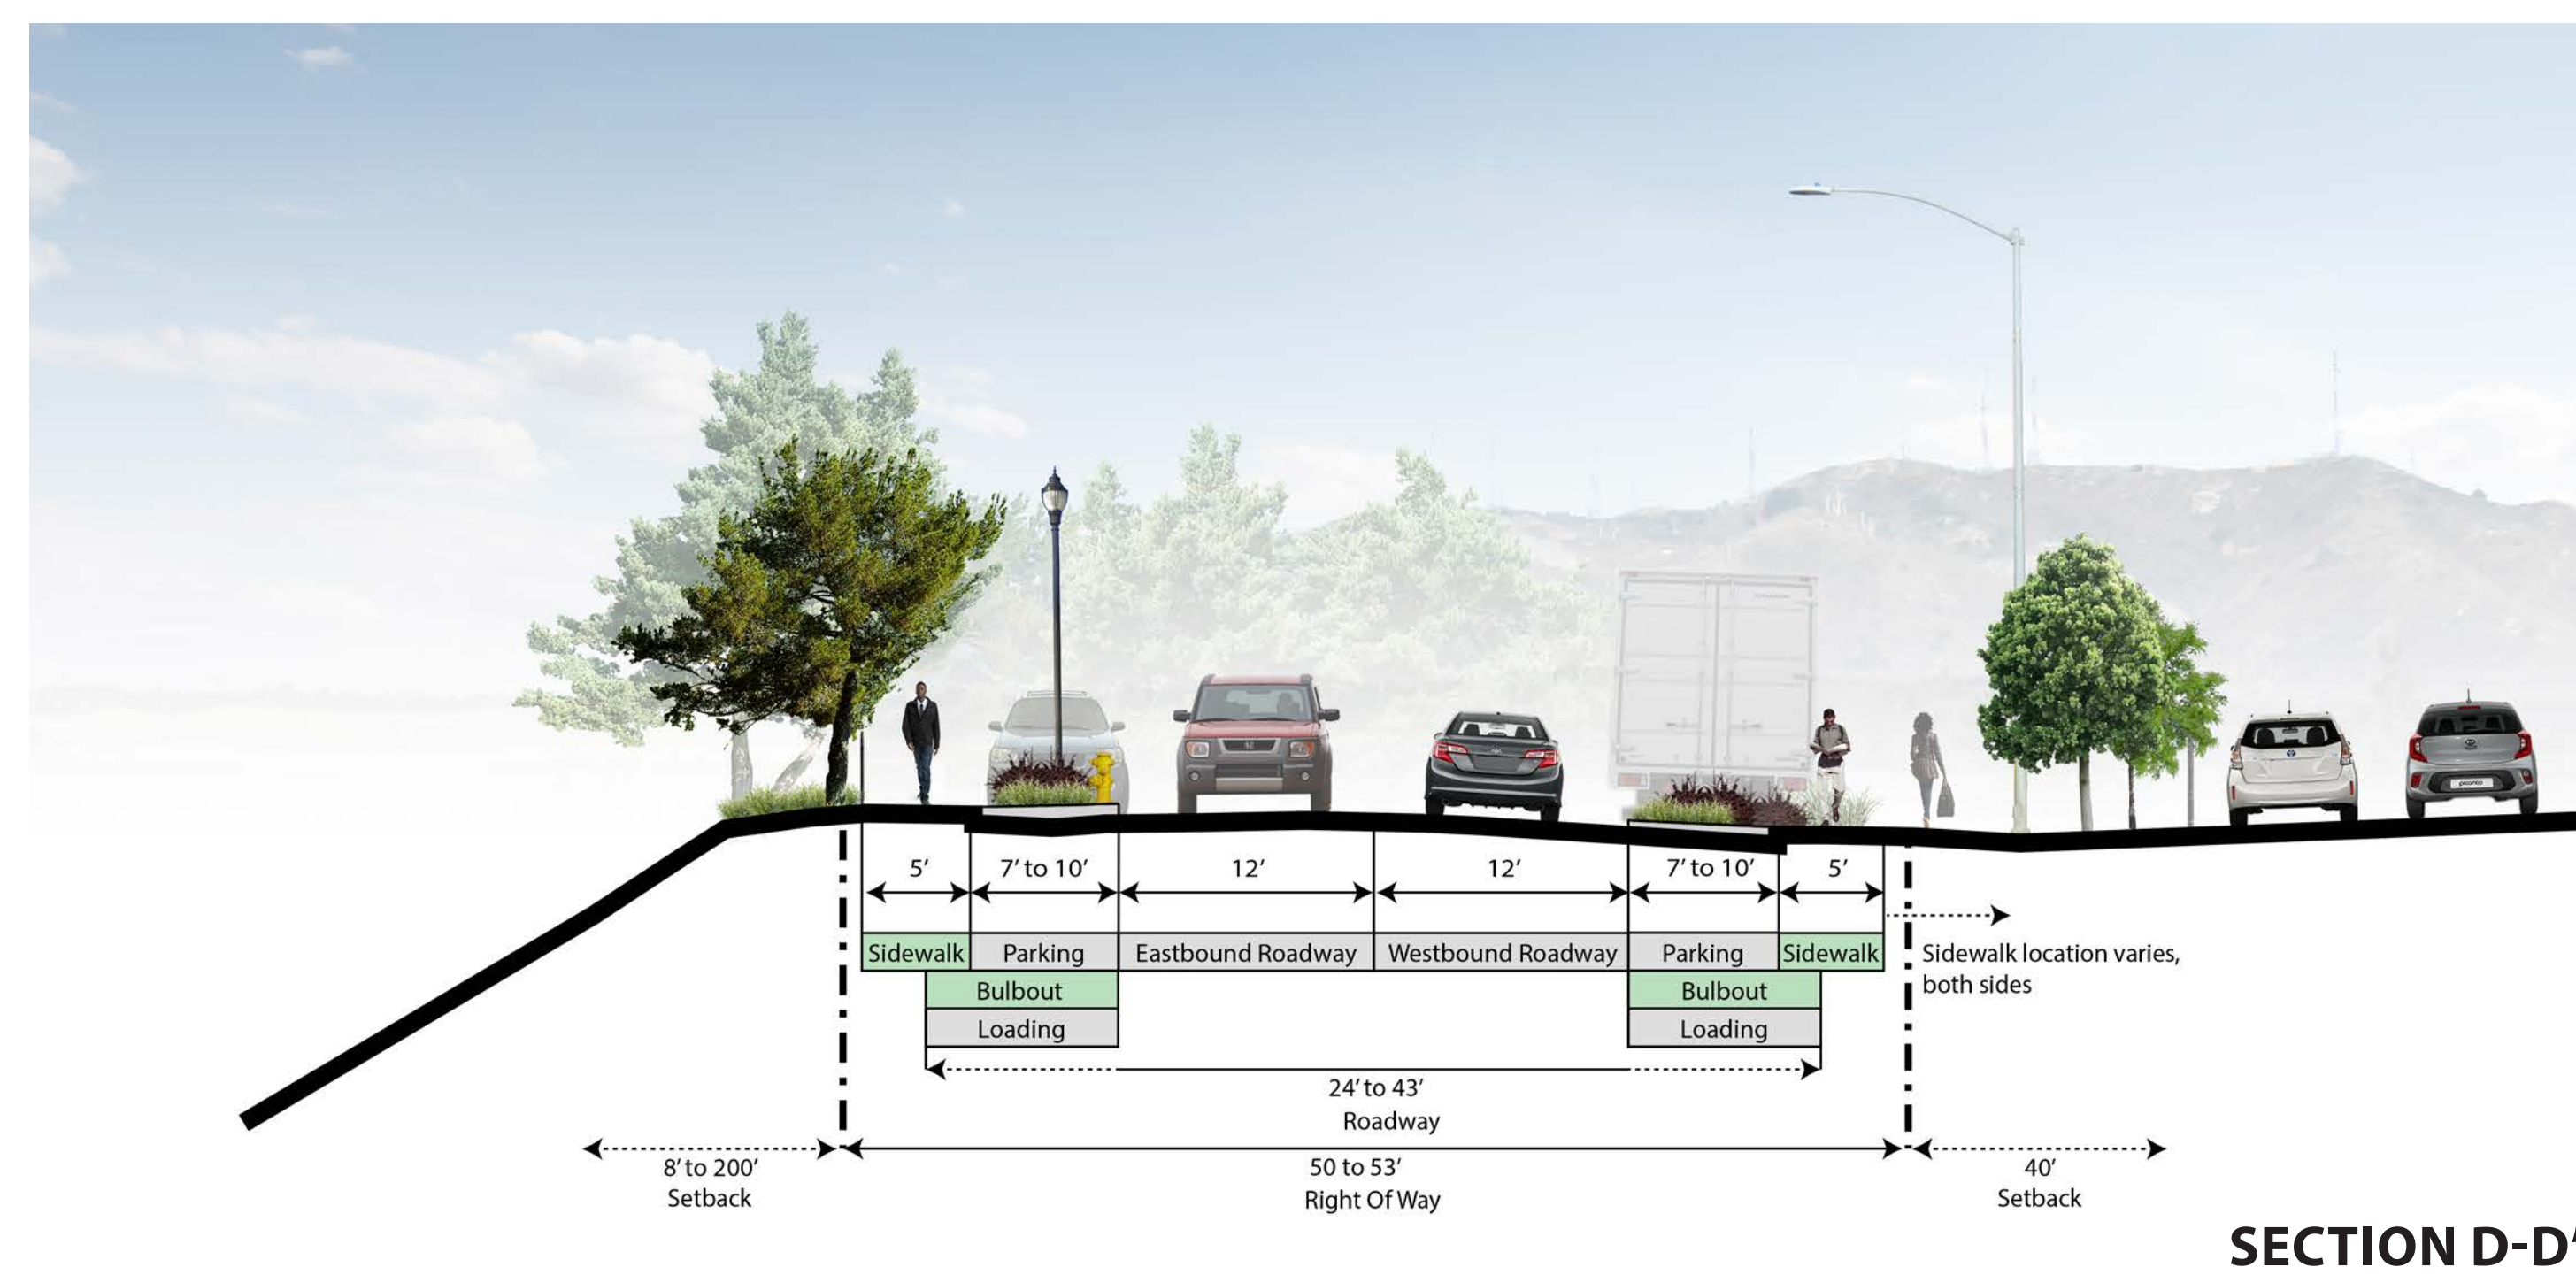 5′ 7′ to 10′ 12′ 12′ 7′ to 10′ 5′
Sidewalk Parking Eastbound Roadway Westbound Roadway Parking Sidewalk
Sidewalk location varies,
both sides
Bulbout Bulbout
Loading Loading
24′ to 43′
Roadway
8′ to 200′
Setback
50 to 53′
Right Of Way
40′
Setback
picanto
SECTION D-D′